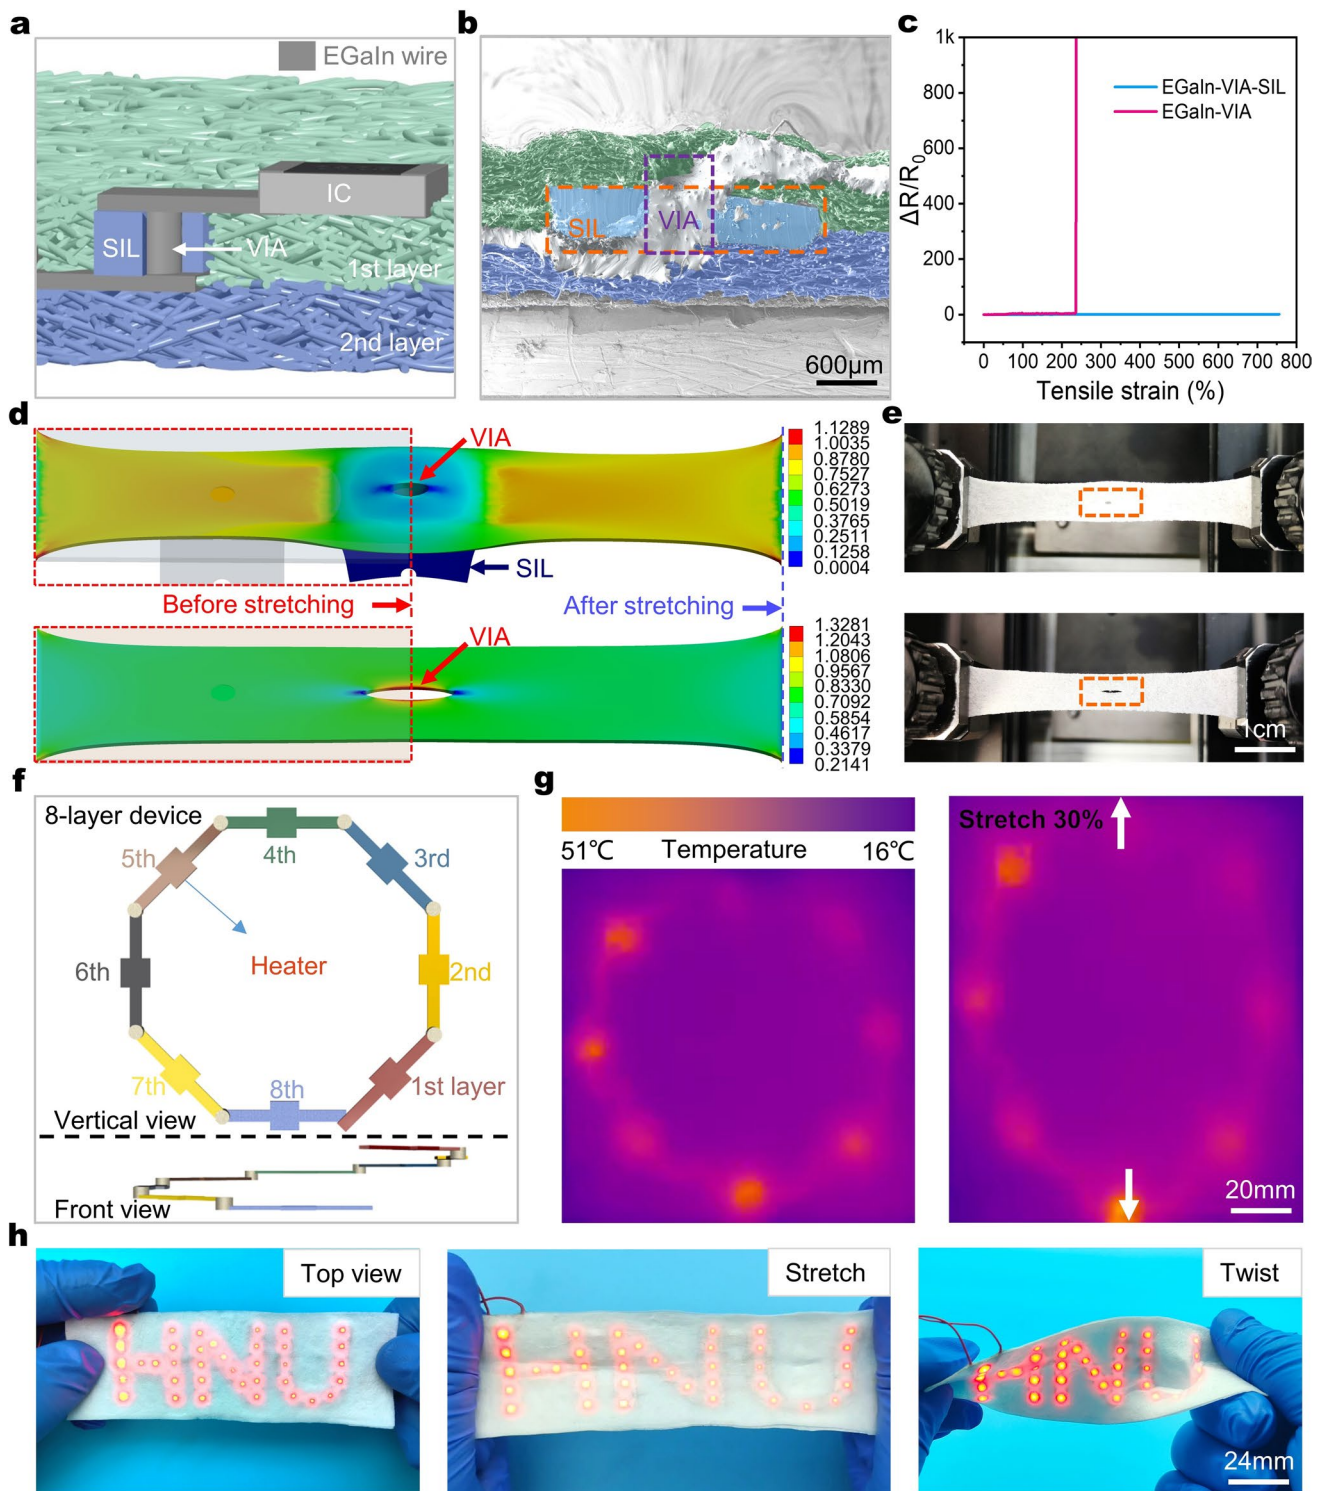 a
EGaIn wire
IC
SIL
VIA
1st layer
2nd layer
b
SIL
VIA
600μm
c
1k
800
600
400
200
0
ΔR/R₀
EGaIn-VIA-SIL
EGaIn-VIA
0 100 200 300 400 500 600 700 800
Tensile strain (%)
d
VIA
SIL
1.1289
1.0035
0.8780
0.7527
0.6273
0.5019
0.3765
0.2511
0.1258
0.0004
Before stretching
After stretching
VIA
1.3281
1.2043
1.0806
0.9567
0.8330
0.7092
0.5854
0.4617
0.3379
0.2141
e
1cm
f
8-layer device
5th
4th
3rd
6th
Heater
2nd
7th
8th
1st layer
Vertical view
Front view
g
51℃ Temperature 16℃
Stretch 30%
20mm
h
Top view
HNU
Stretch
HNU
Twist
HNU
24mm